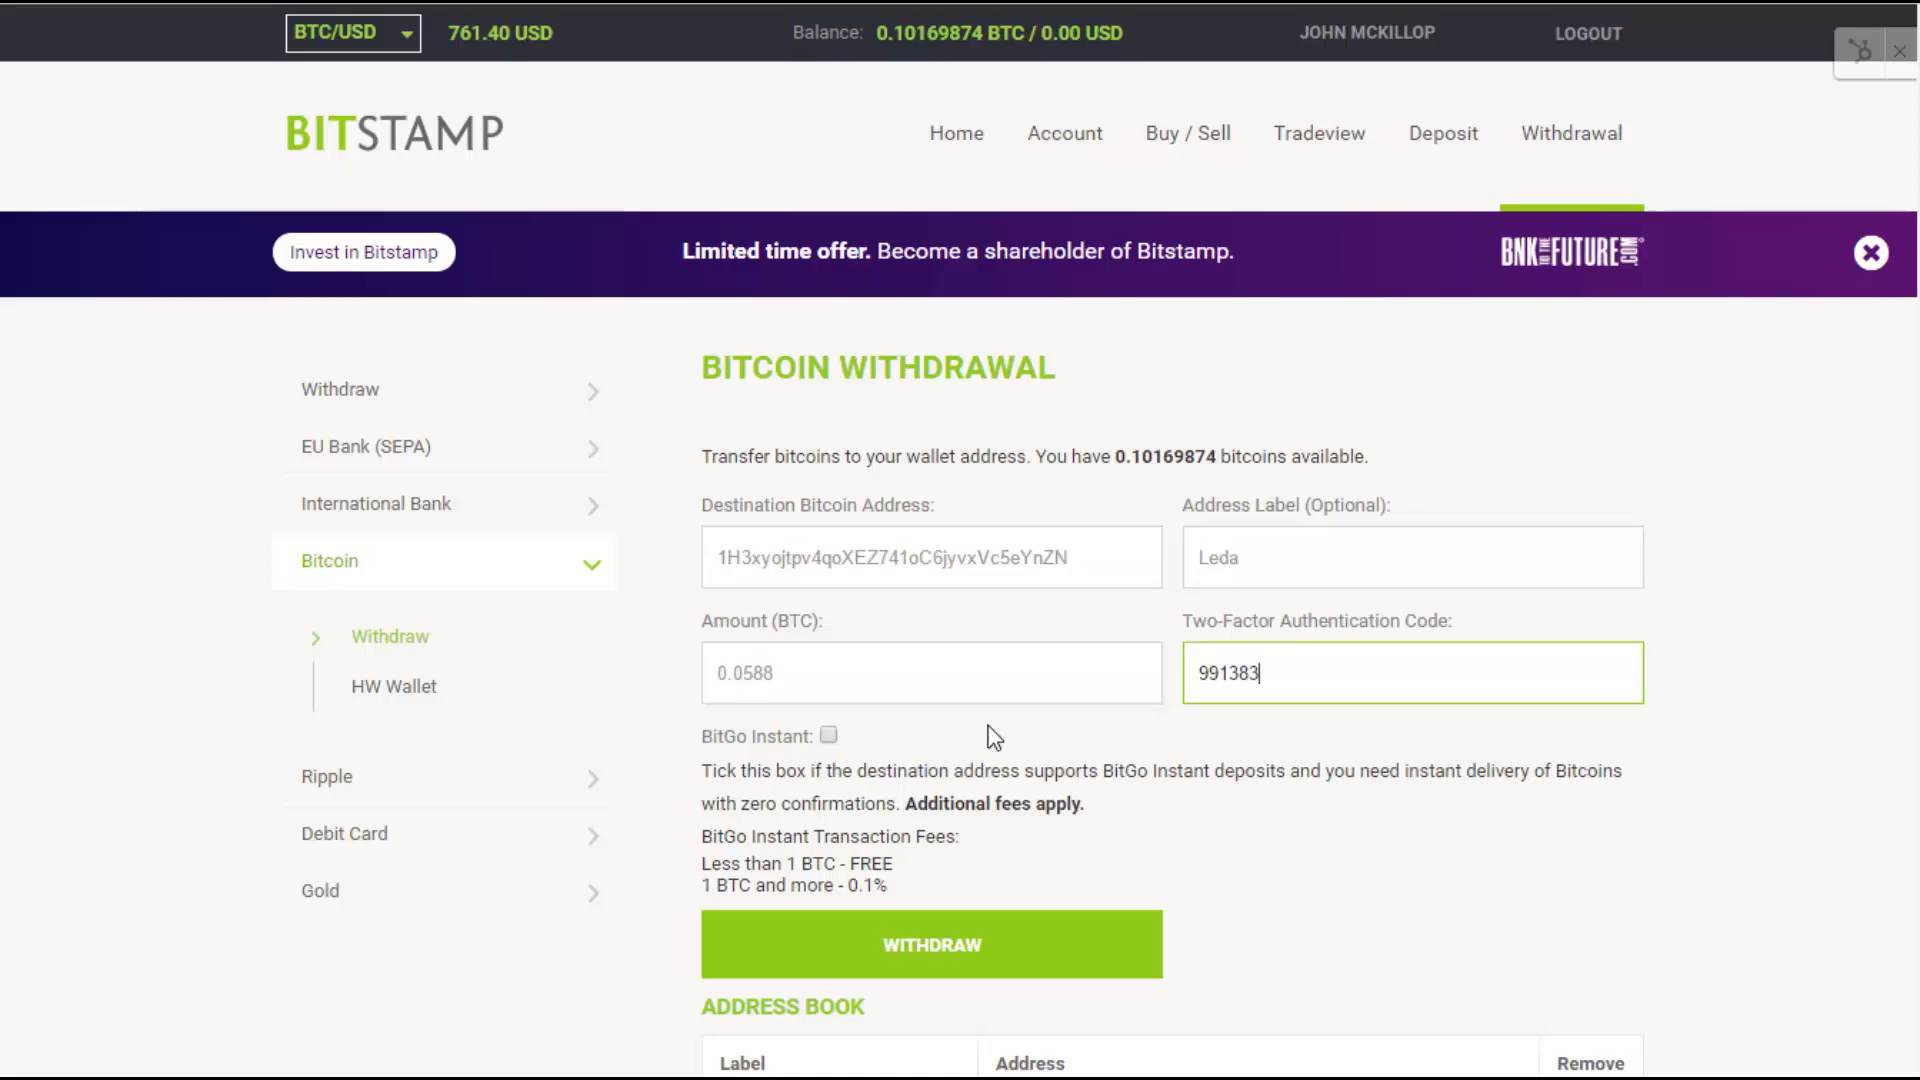 BTC/USD 761.40 USD Balance: 0.10169874 BTC / 0.00 USD JOHN MCKILLOP LOGOUT
BITSTAMP Home Account Buy / Sell Tradeview Deposit Withdrawal
Invest in Bitstamp Limited time offer. Become a shareholder of Bitstamp. BNK TO THE FUTURE .COM
Withdraw
EU Bank (SEPA)
International Bank
Bitcoin
Withdraw
HW Wallet
Ripple
Debit Card
Gold
BITCOIN WITHDRAWAL
Transfer bitcoins to your wallet address. You have 0.10169874 bitcoins available.
Destination Bitcoin Address: Address Label (Optional):
1H3xyojtpv4qoXEZ741oC6jyvxVc5eYnZN Leda
Amount (BTC): Two-Factor Authentication Code:
0.0588 991383
BitGo Instant:
Tick this box if the destination address supports BitGo Instant deposits and you need instant delivery of Bitcoins
with zero confirmations. Additional fees apply.
BitGo Instant Transaction Fees:
Less than 1 BTC - FREE
1 BTC and more - 0.1%
WITHDRAW
ADDRESS BOOK
Label Address Remove